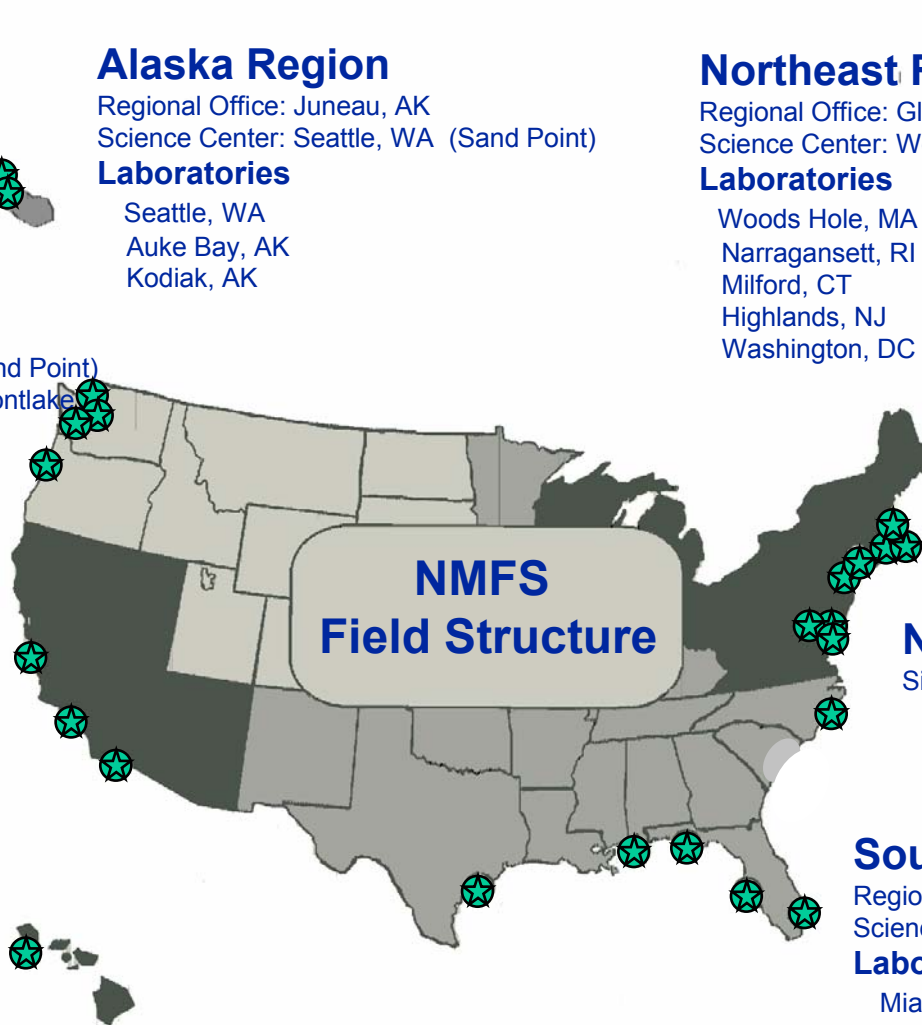 Alaska Region
Regional Office: Juneau, AK
Science Center: Seattle, WA (Sand Point)
Laboratories
Seattle, WA
Auke Bay, AK
Kodiak, AK
Northeast
Regional Office:
Science Center:
Laboratories
Woods Hole, MA
Narragansett, RI
Milford, CT
Highlands, NJ
Washington, DC
Point)
NMFS
Field Structure